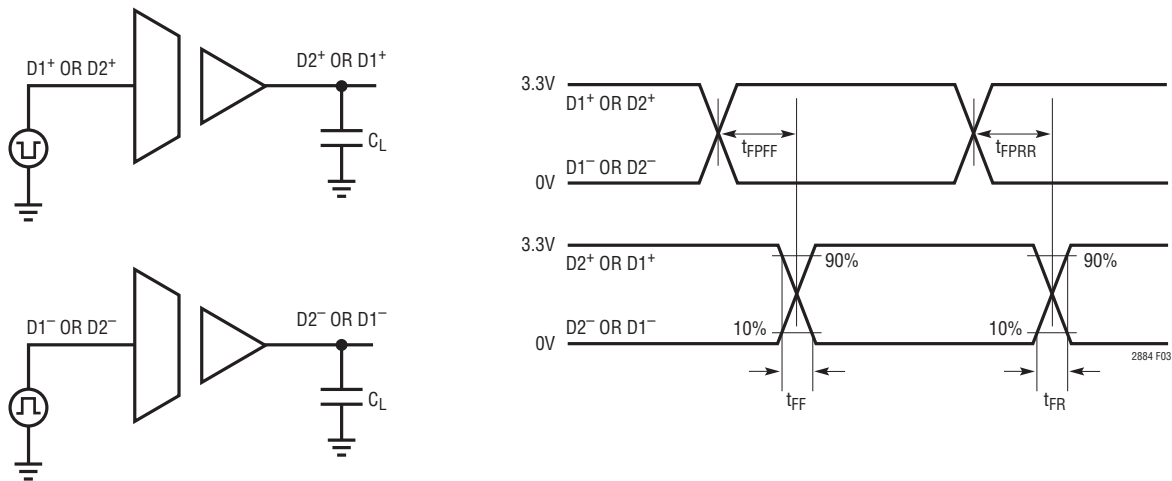 D1⁺ OR D2⁺
D2⁺ OR D1⁺
C_L
D1⁻ OR D2⁻
D2⁻ OR D1⁻
C_L
3.3V
D1⁺ OR D2⁺
t_FPFF
t_FPRR
D1⁻ OR D2⁻
0V
3.3V
D2⁺ OR D1⁺
90%
90%
D2⁻ OR D1⁻
10%
10%
0V
2884 F03
t_FF
t_FR